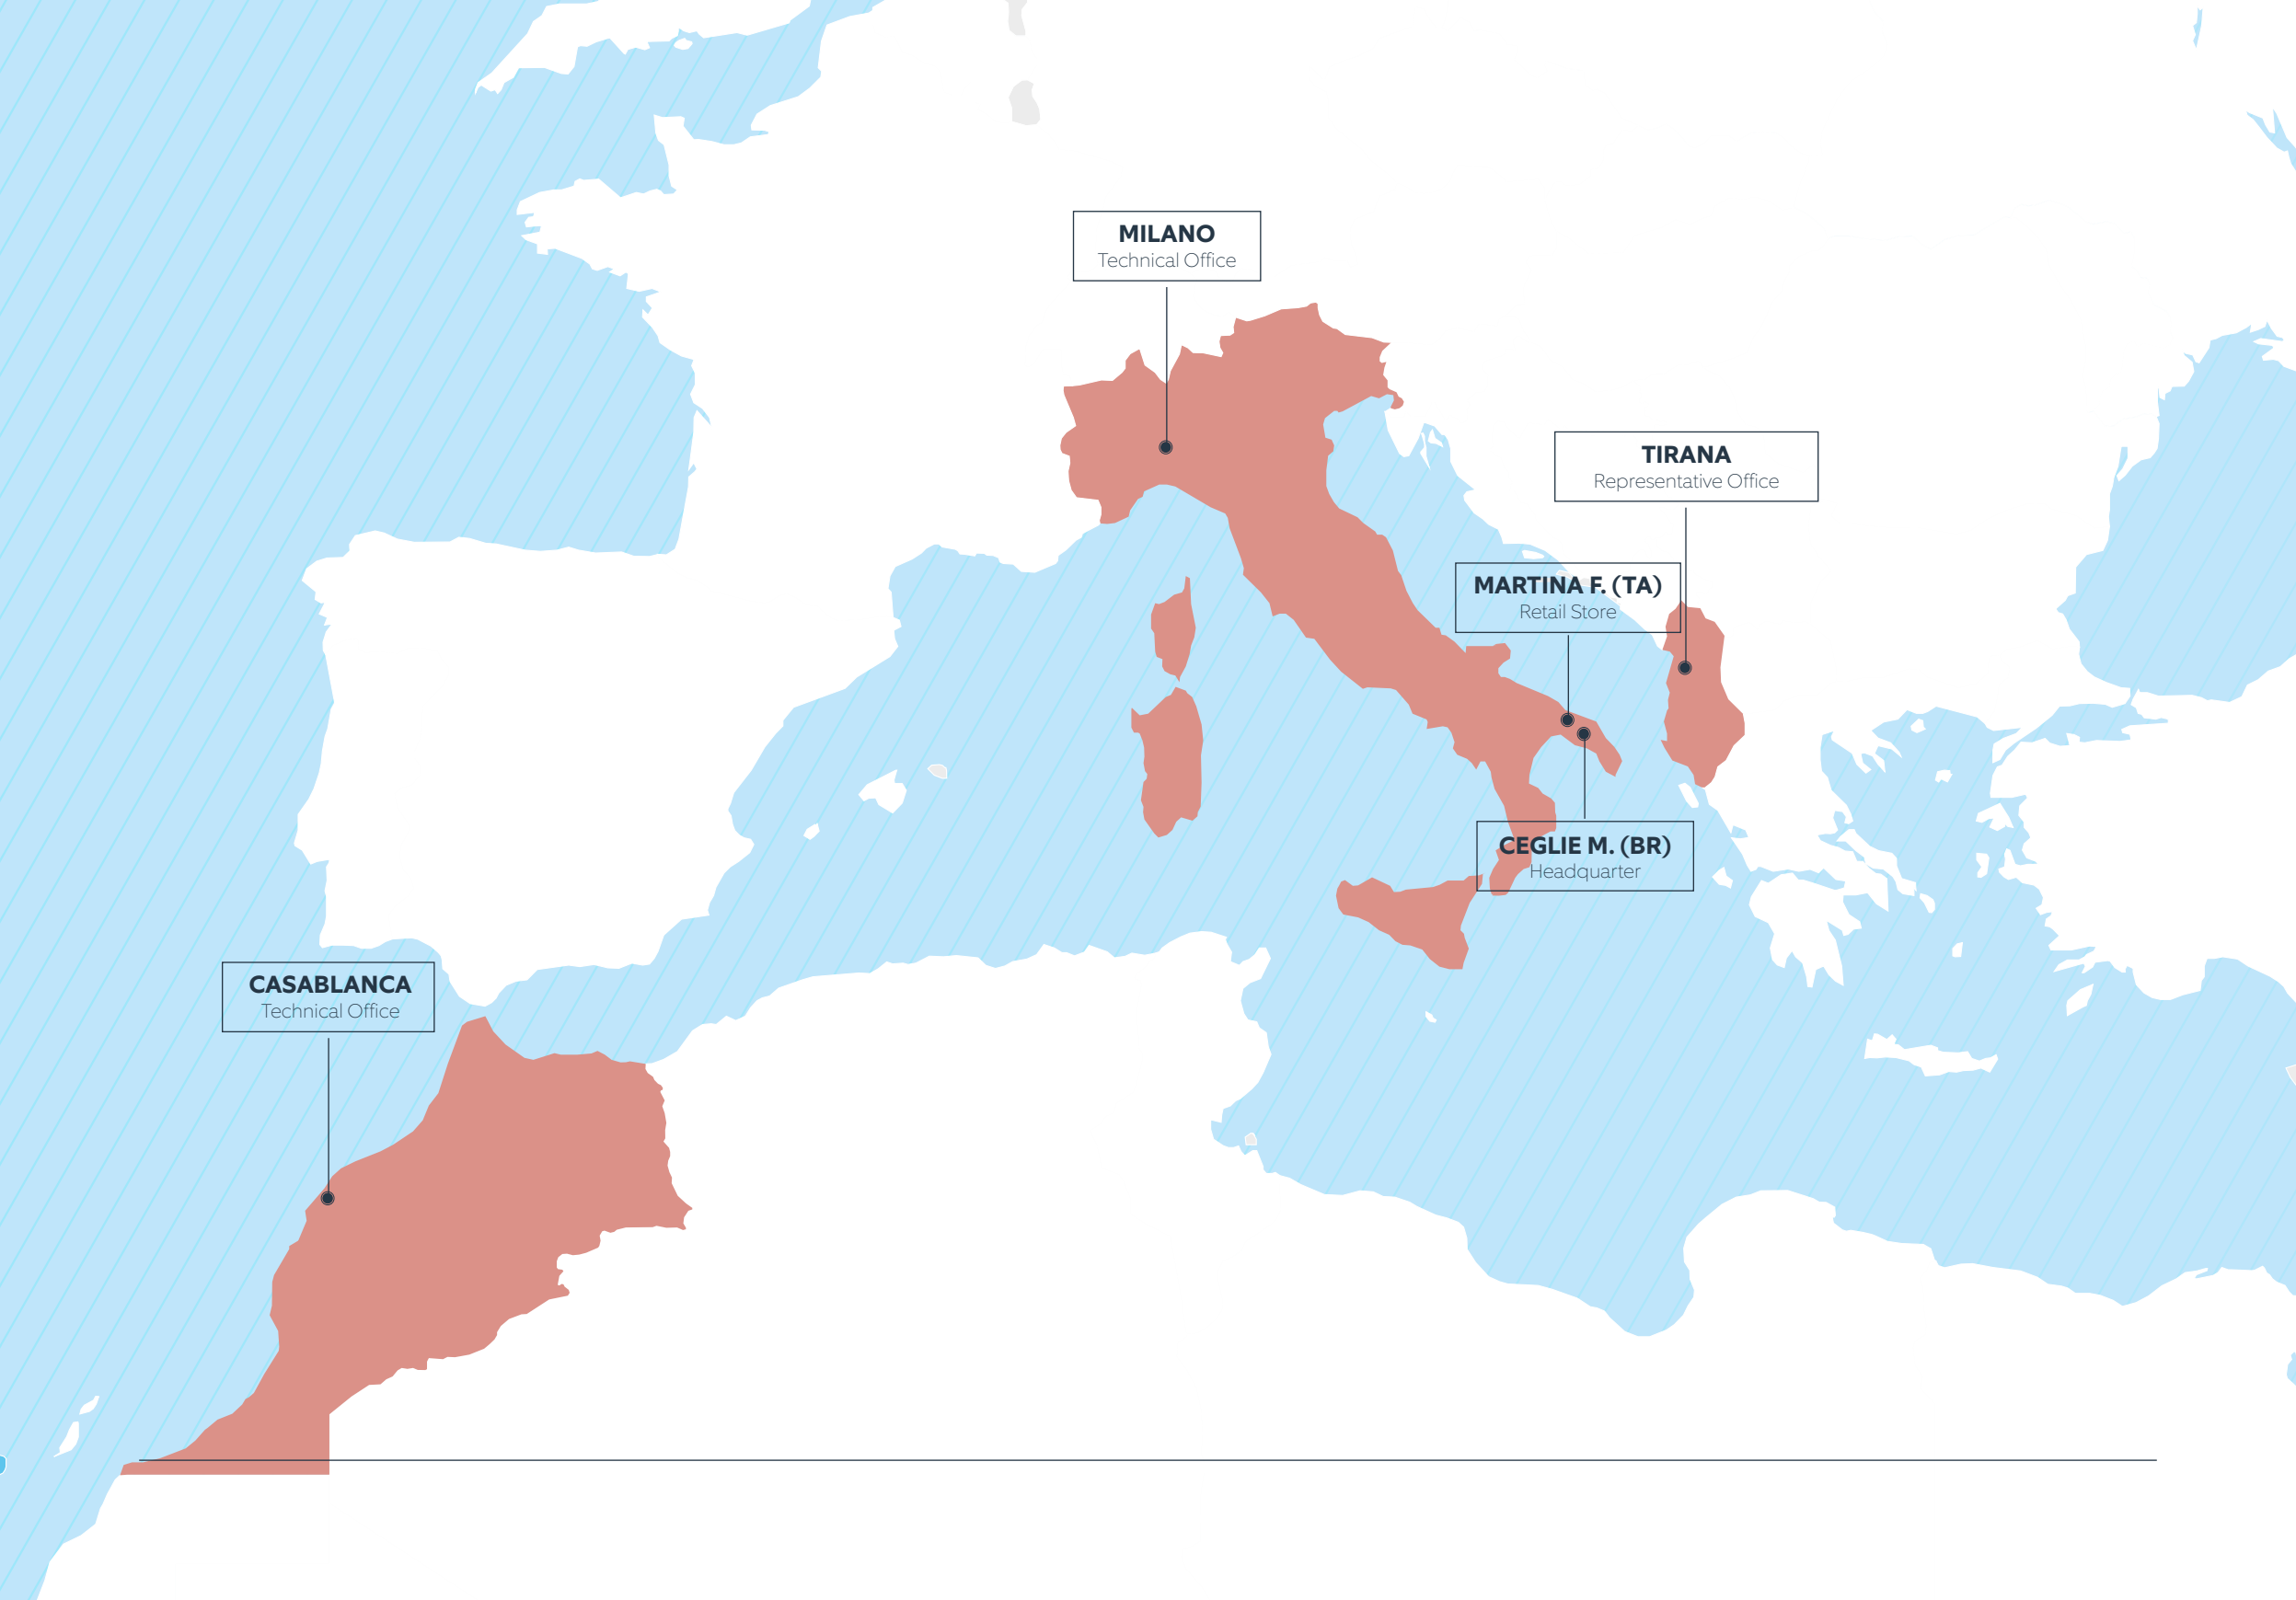 MILANO
Technical Office
TIRANA
Representative Office
MARTINA F. (TA)
Retail Store
CEGLIE M. (BR)
Headquarter
CASABLANCA
Technical Office